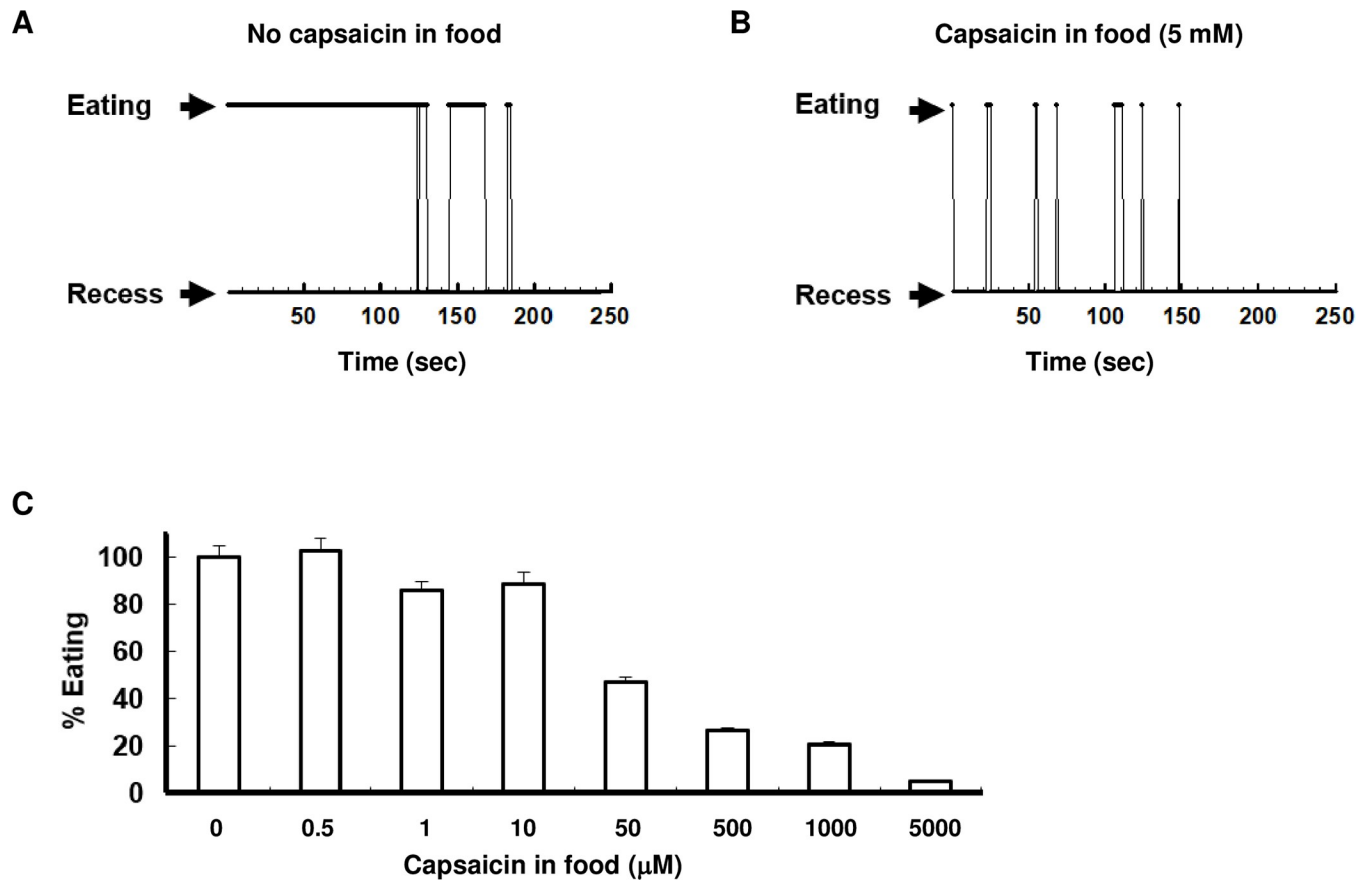 A
No capsaicin in food
Eating
Recess
50 100 150 200 250
Time (sec)
B
Capsaicin in food (5 mM)
Eating
Recess
50 100 150 200 250
Time (sec)
C
% Eating
100
80
60
40
20
0
0 0.5 1 10 50 500 1000 5000
Capsaicin in food (μM)